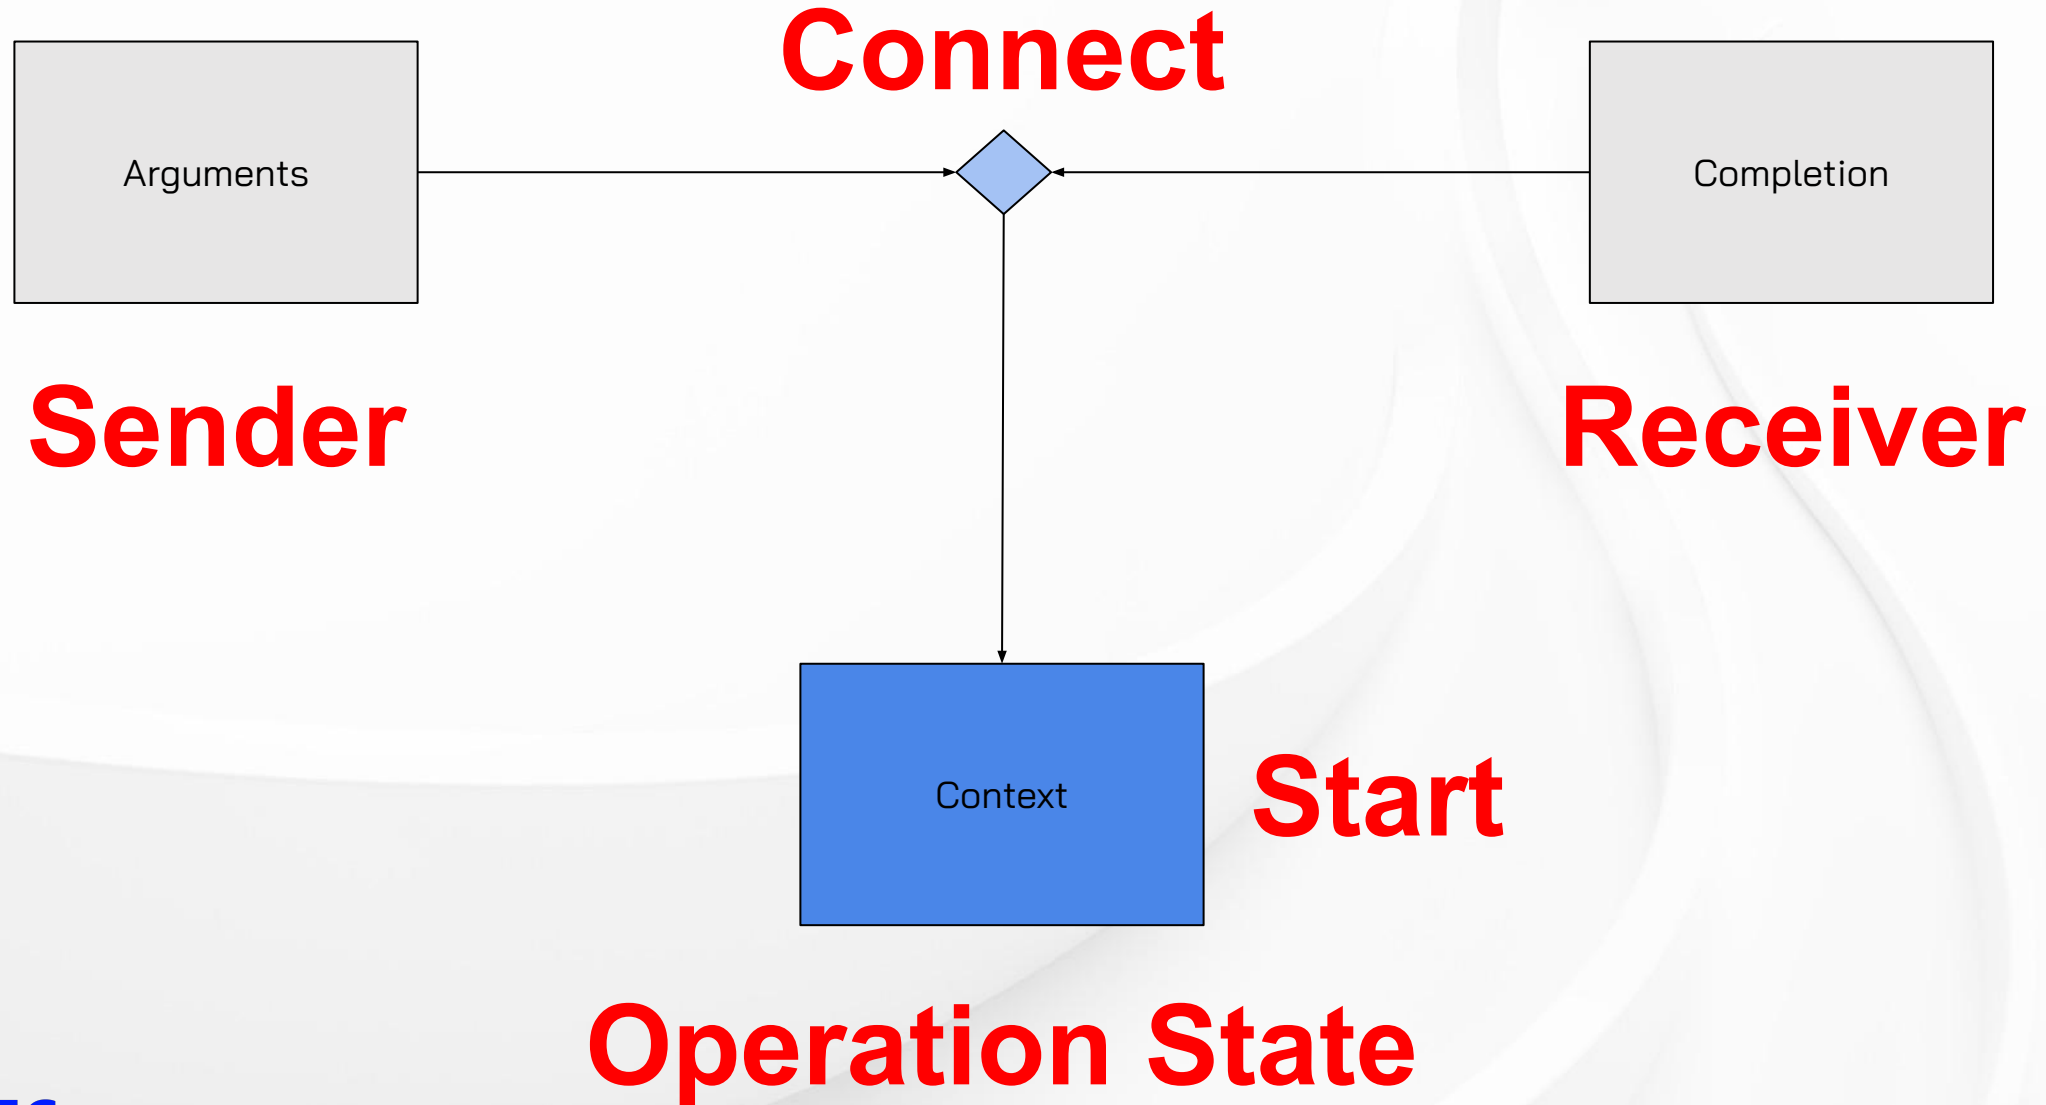 Connect
Arguments
Completion
Sender
Receiver
Context
Start
Operation State